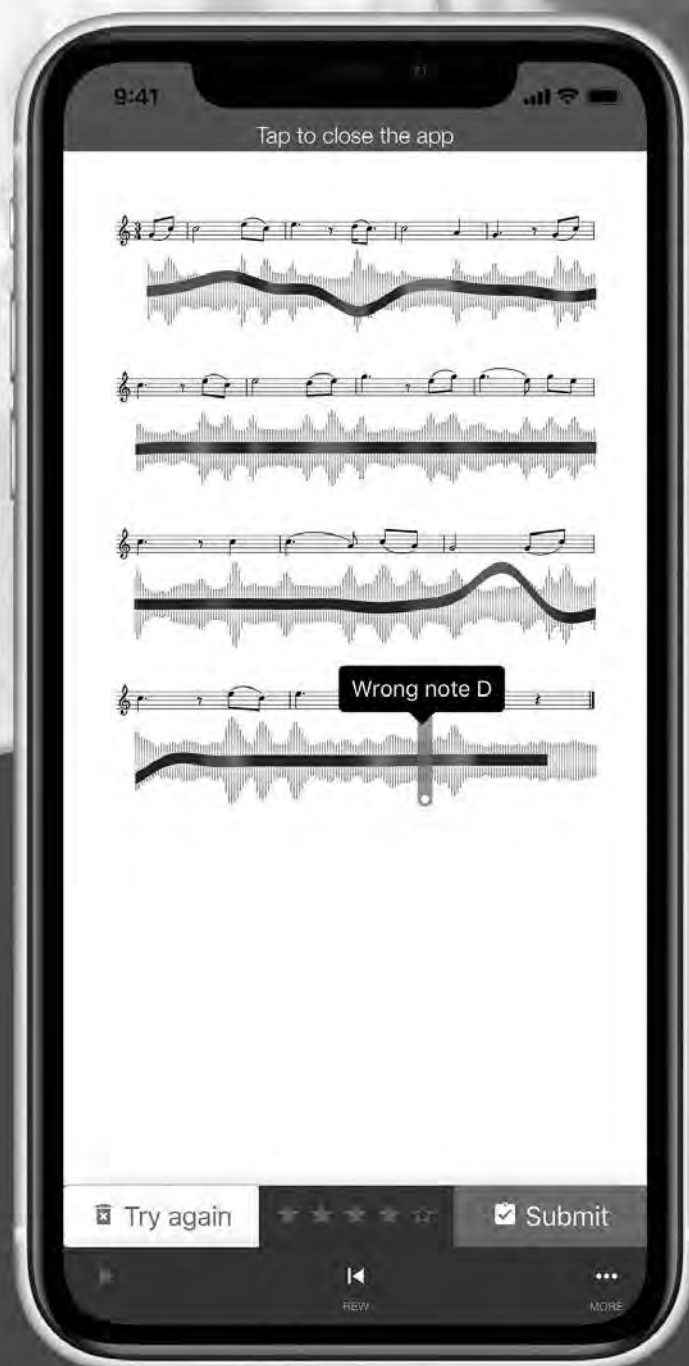 9:41
Tap to close the app
Wrong note D
Try again
Submit
REW
MORE